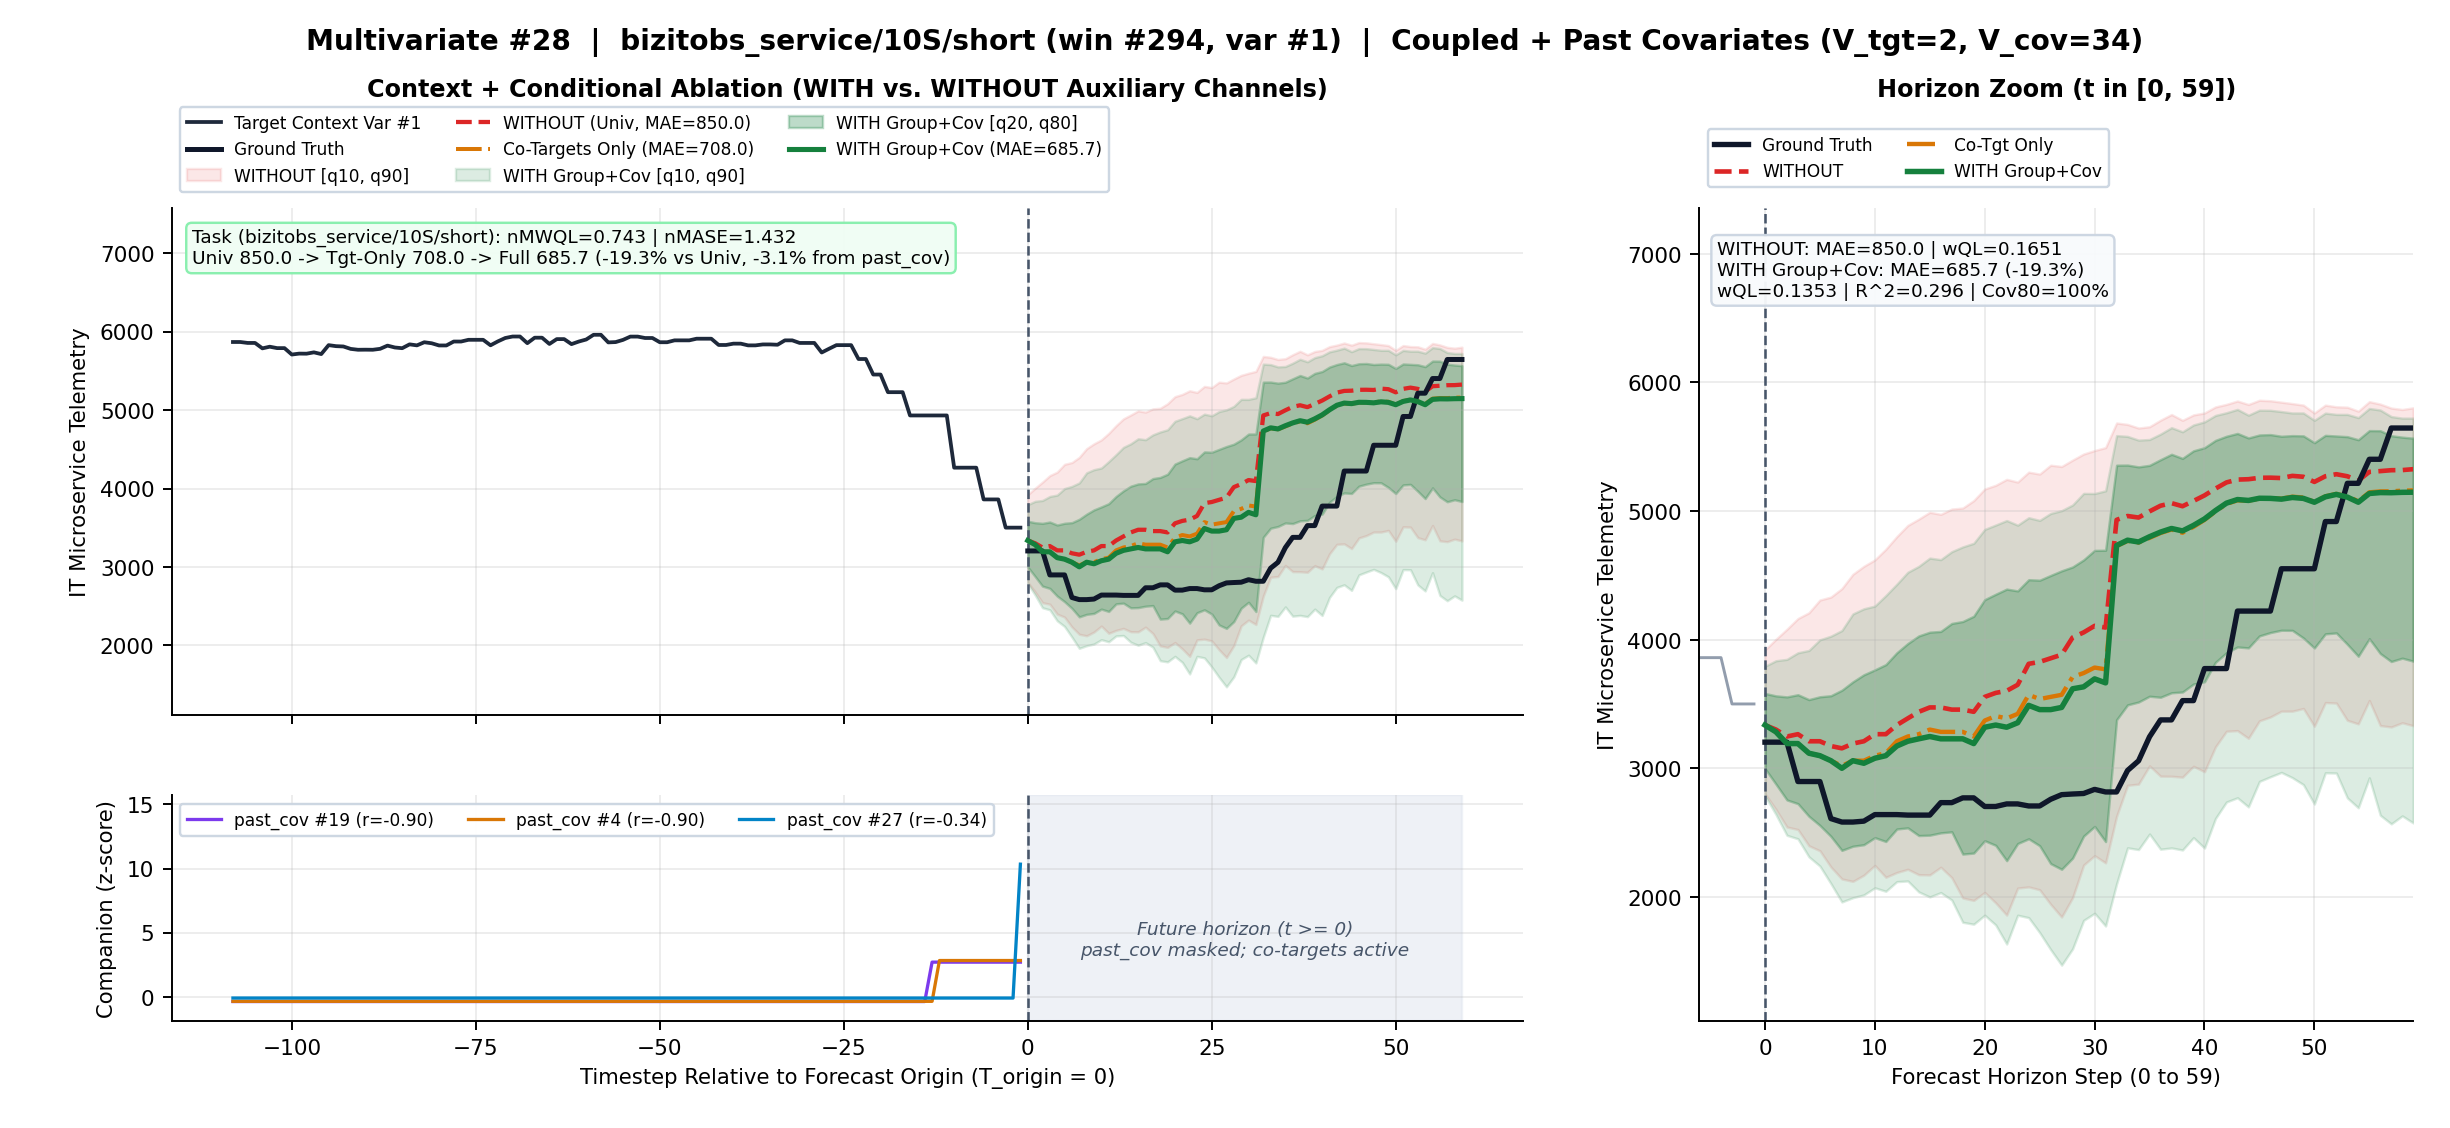 Multivariate #28 | bizitobs_service/10S/short (win #294, var #1) | Coupled + Past Covariates (V_tgt=2, V_cov=34)
Context + Conditional Ablation (WITH vs. WITHOUT Auxiliary Channels)
Target Context Var #1
Ground Truth
WITHOUT [q10, q90]
WITHOUT (Univ, MAE=850.0)
Co-Targets Only (MAE=708.0)
WITH Group+Cov [q10, q90]
WITH Group+Cov [q20, q80]
WITH Group+Cov (MAE=685.7)
Task (bizitobs_service/10S/short): nMWQL=0.743 | nMASE=1.432
Univ 850.0 -> Tgt-Only 708.0 -> Full 685.7 (-19.3% vs Univ, -3.1% from past_cov)
7000
6000
5000
4000
3000
2000
IT Microservice Telemetry
past_cov #19 (r=-0.90)
past_cov #4 (r=-0.90)
past_cov #27 (r=-0.34)
15
10
5
0
Companion (z-score)
Future horizon (t >= 0)
past_cov masked; co-targets active
−100
−75
−50
−25
0
25
50
Timestep Relative to Forecast Origin (T_origin = 0)
Horizon Zoom (t in [0, 59])
Ground Truth
WITHOUT
Co-Tgt Only
WITH Group+Cov
WITHOUT: MAE=850.0 | wQL=0.1651
WITH Group+Cov: MAE=685.7 (-19.3%)
wQL=0.1353 | R^2=0.296 | Cov80=100%
7000
6000
5000
4000
3000
2000
IT Microservice Telemetry
0
10
20
30
40
50
Forecast Horizon Step (0 to 59)